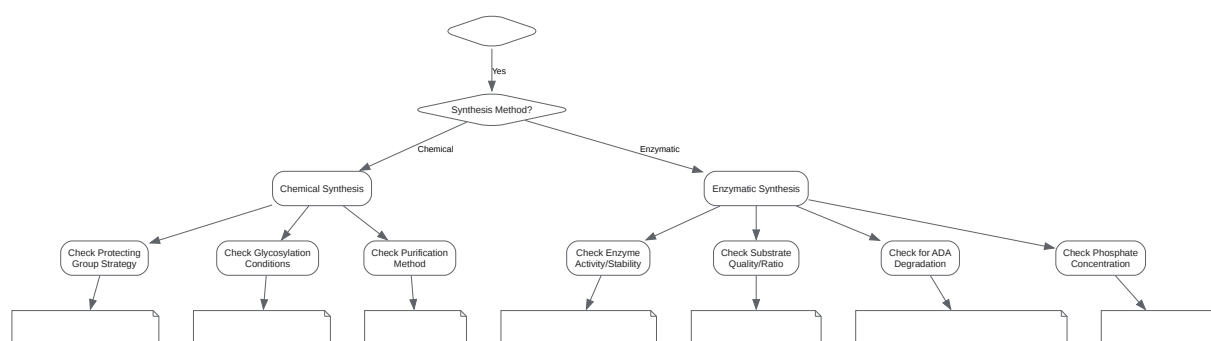 Yes
Synthesis Method?
Chemical
Enzymatic
Chemical Synthesis
Enzymatic Synthesis
Check Protecting
Group Strategy
Check Glycosylation
Conditions
Check Purification
Method
Check Enzyme
Activity/Stability
Check Substrate
Quality/Ratio
Check for ADA
Degradation
Check Phosphate
Concentration